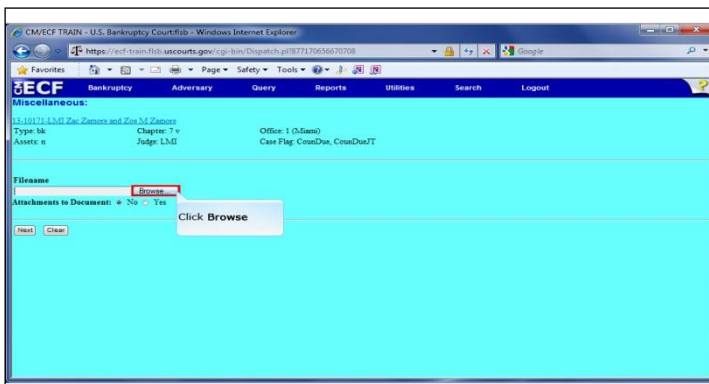 CM/ECF TRAIN - U.S. Bankruptcy Court:flsb - Windows Internet Explorer
https://ecf-train.flsb.uscourts.gov/cgi-bin/Dispatch.pl?877170656670708
Google
Favorites Page Safety Tools
ECF Bankruptcy Adversary Query Reports Utilities Search Logout ?
Miscellaneous:
13-10171-LMI Zac Zamore and Zoe M Zamore
Type: bk Chapter: 7 v Office: 1 (Miami)
Assets: n Judge: LMI Case Flag: CounDue, CounDueJT
Filename
Browse...
Attachments to Document: No Yes
Click Browse
Next Clear